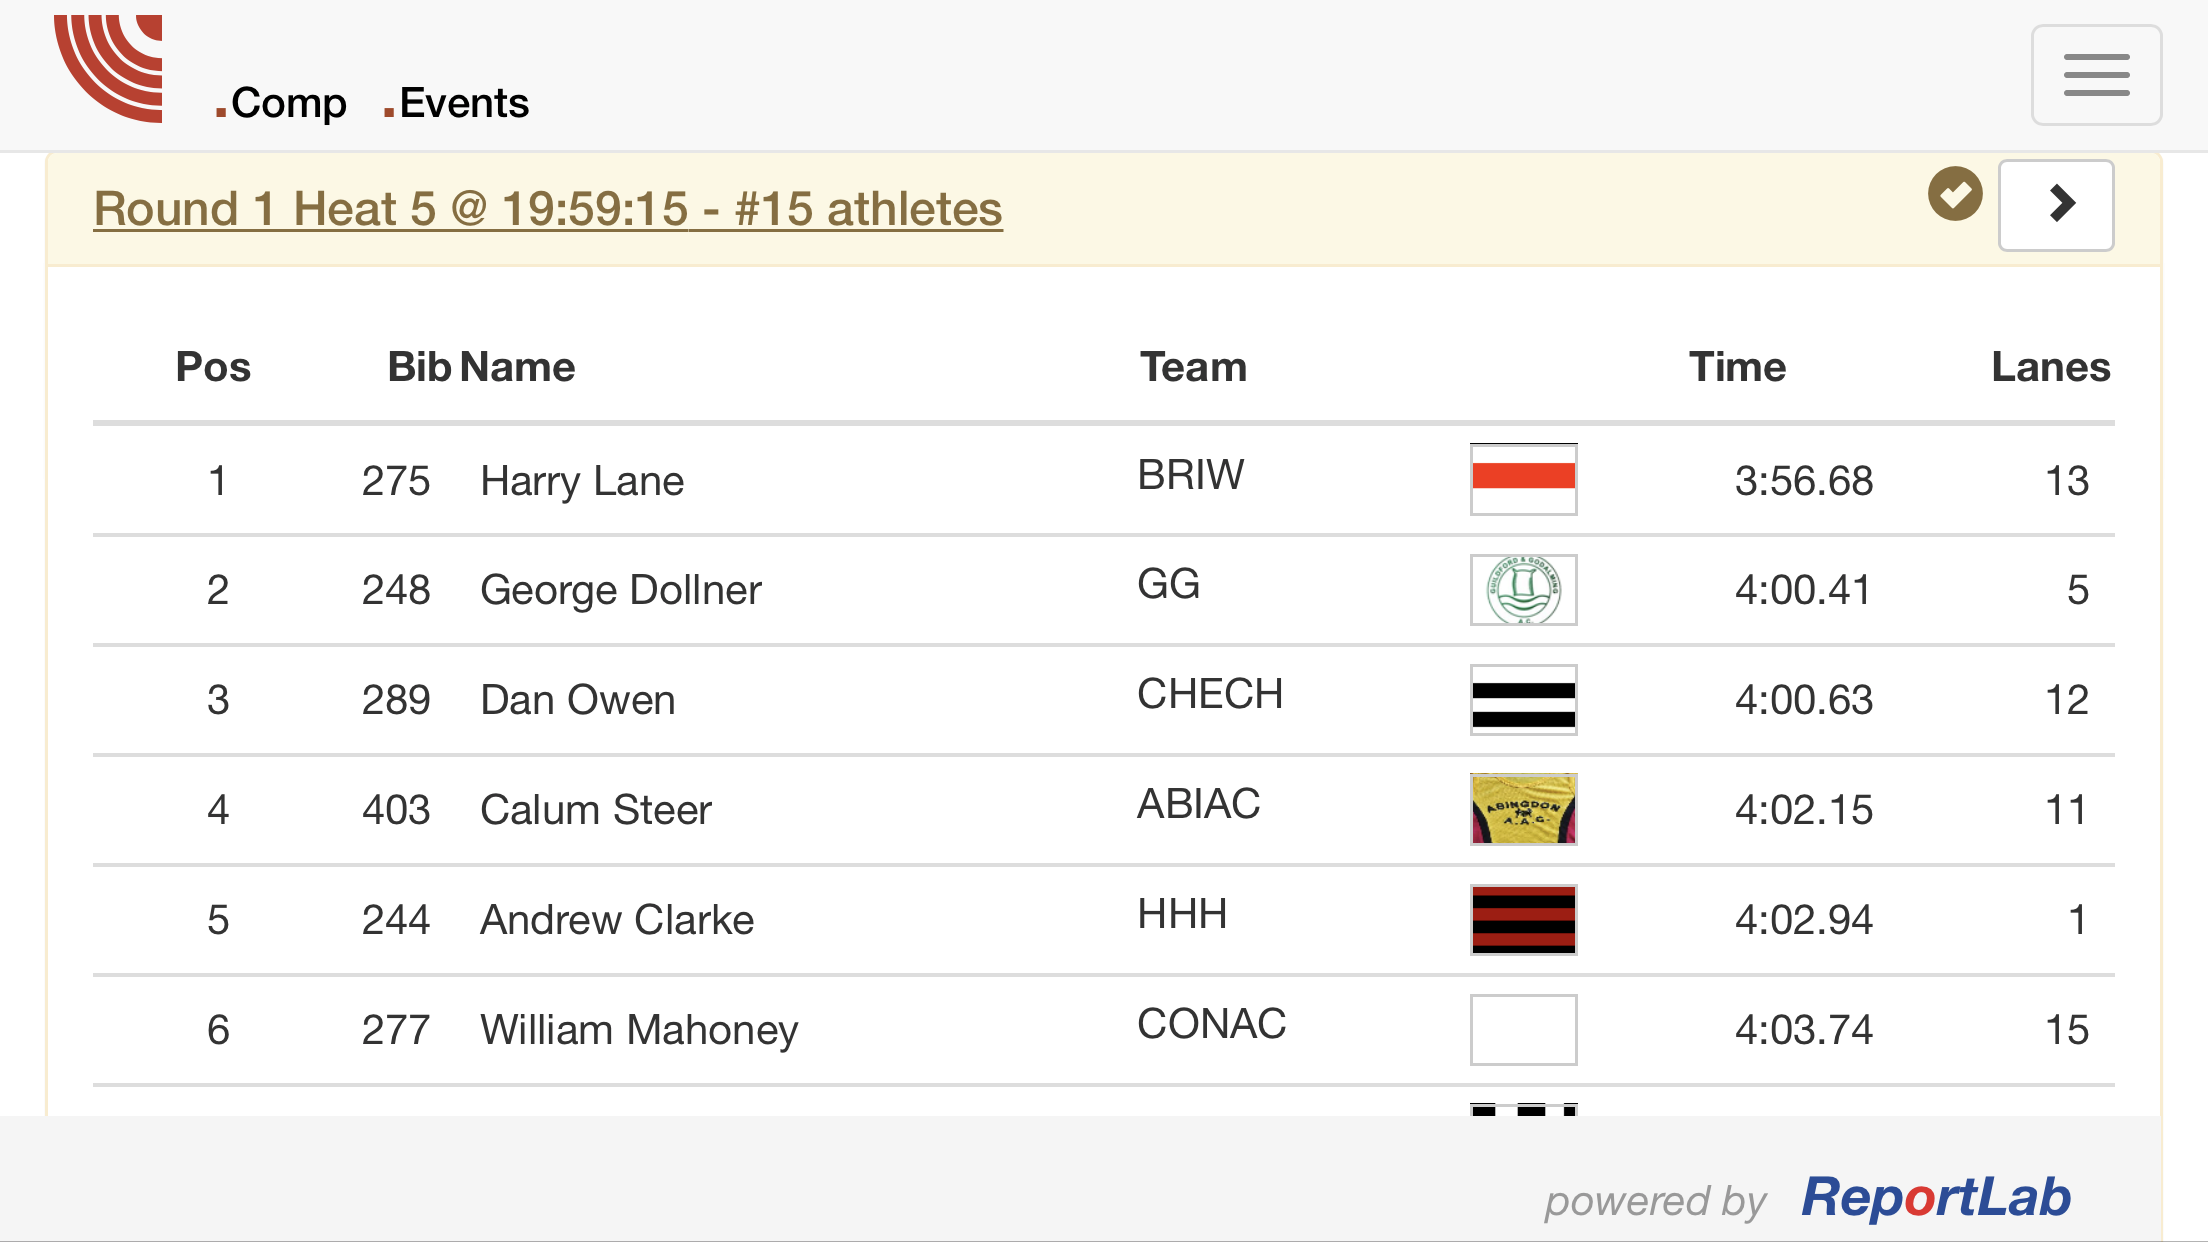 .Comp .Events
Round 1 Heat 5 @ 19:59:15 - #15 athletes
Pos Bib Name Team Time Lanes
1 275 Harry Lane BRIW 3:56.68 13
2 248 George Dollner GG GUILDFORD & GODALMING A.C. 4:00.41 5
3 289 Dan Owen CHECH 4:00.63 12
4 403 Calum Steer ABIAC ABINGDON A.A.C. 4:02.15 11
5 244 Andrew Clarke HHH 4:02.94 1
6 277 William Mahoney CONAC 4:03.74 15
powered by ReportLab